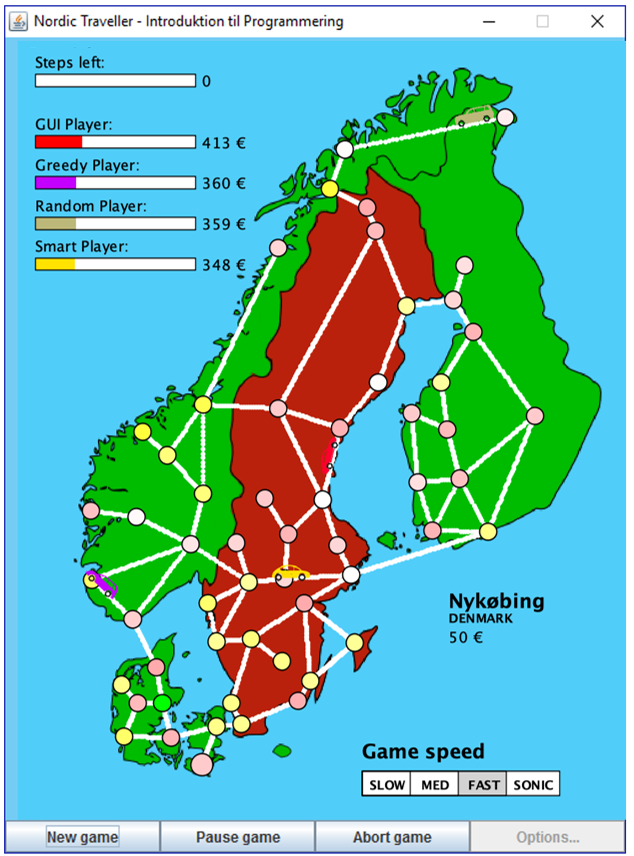 Nordic Traveller - Introduktion til Programmering
Steps left:
0
GUI Player:
413 €
Greedy Player:
360 €
Random Player:
359 €
Smart Player:
348 €
Nykøbing
DENMARK
50 €
Game speed
SLOW MED FAST SONIC
New game Pause game Abort game Options...